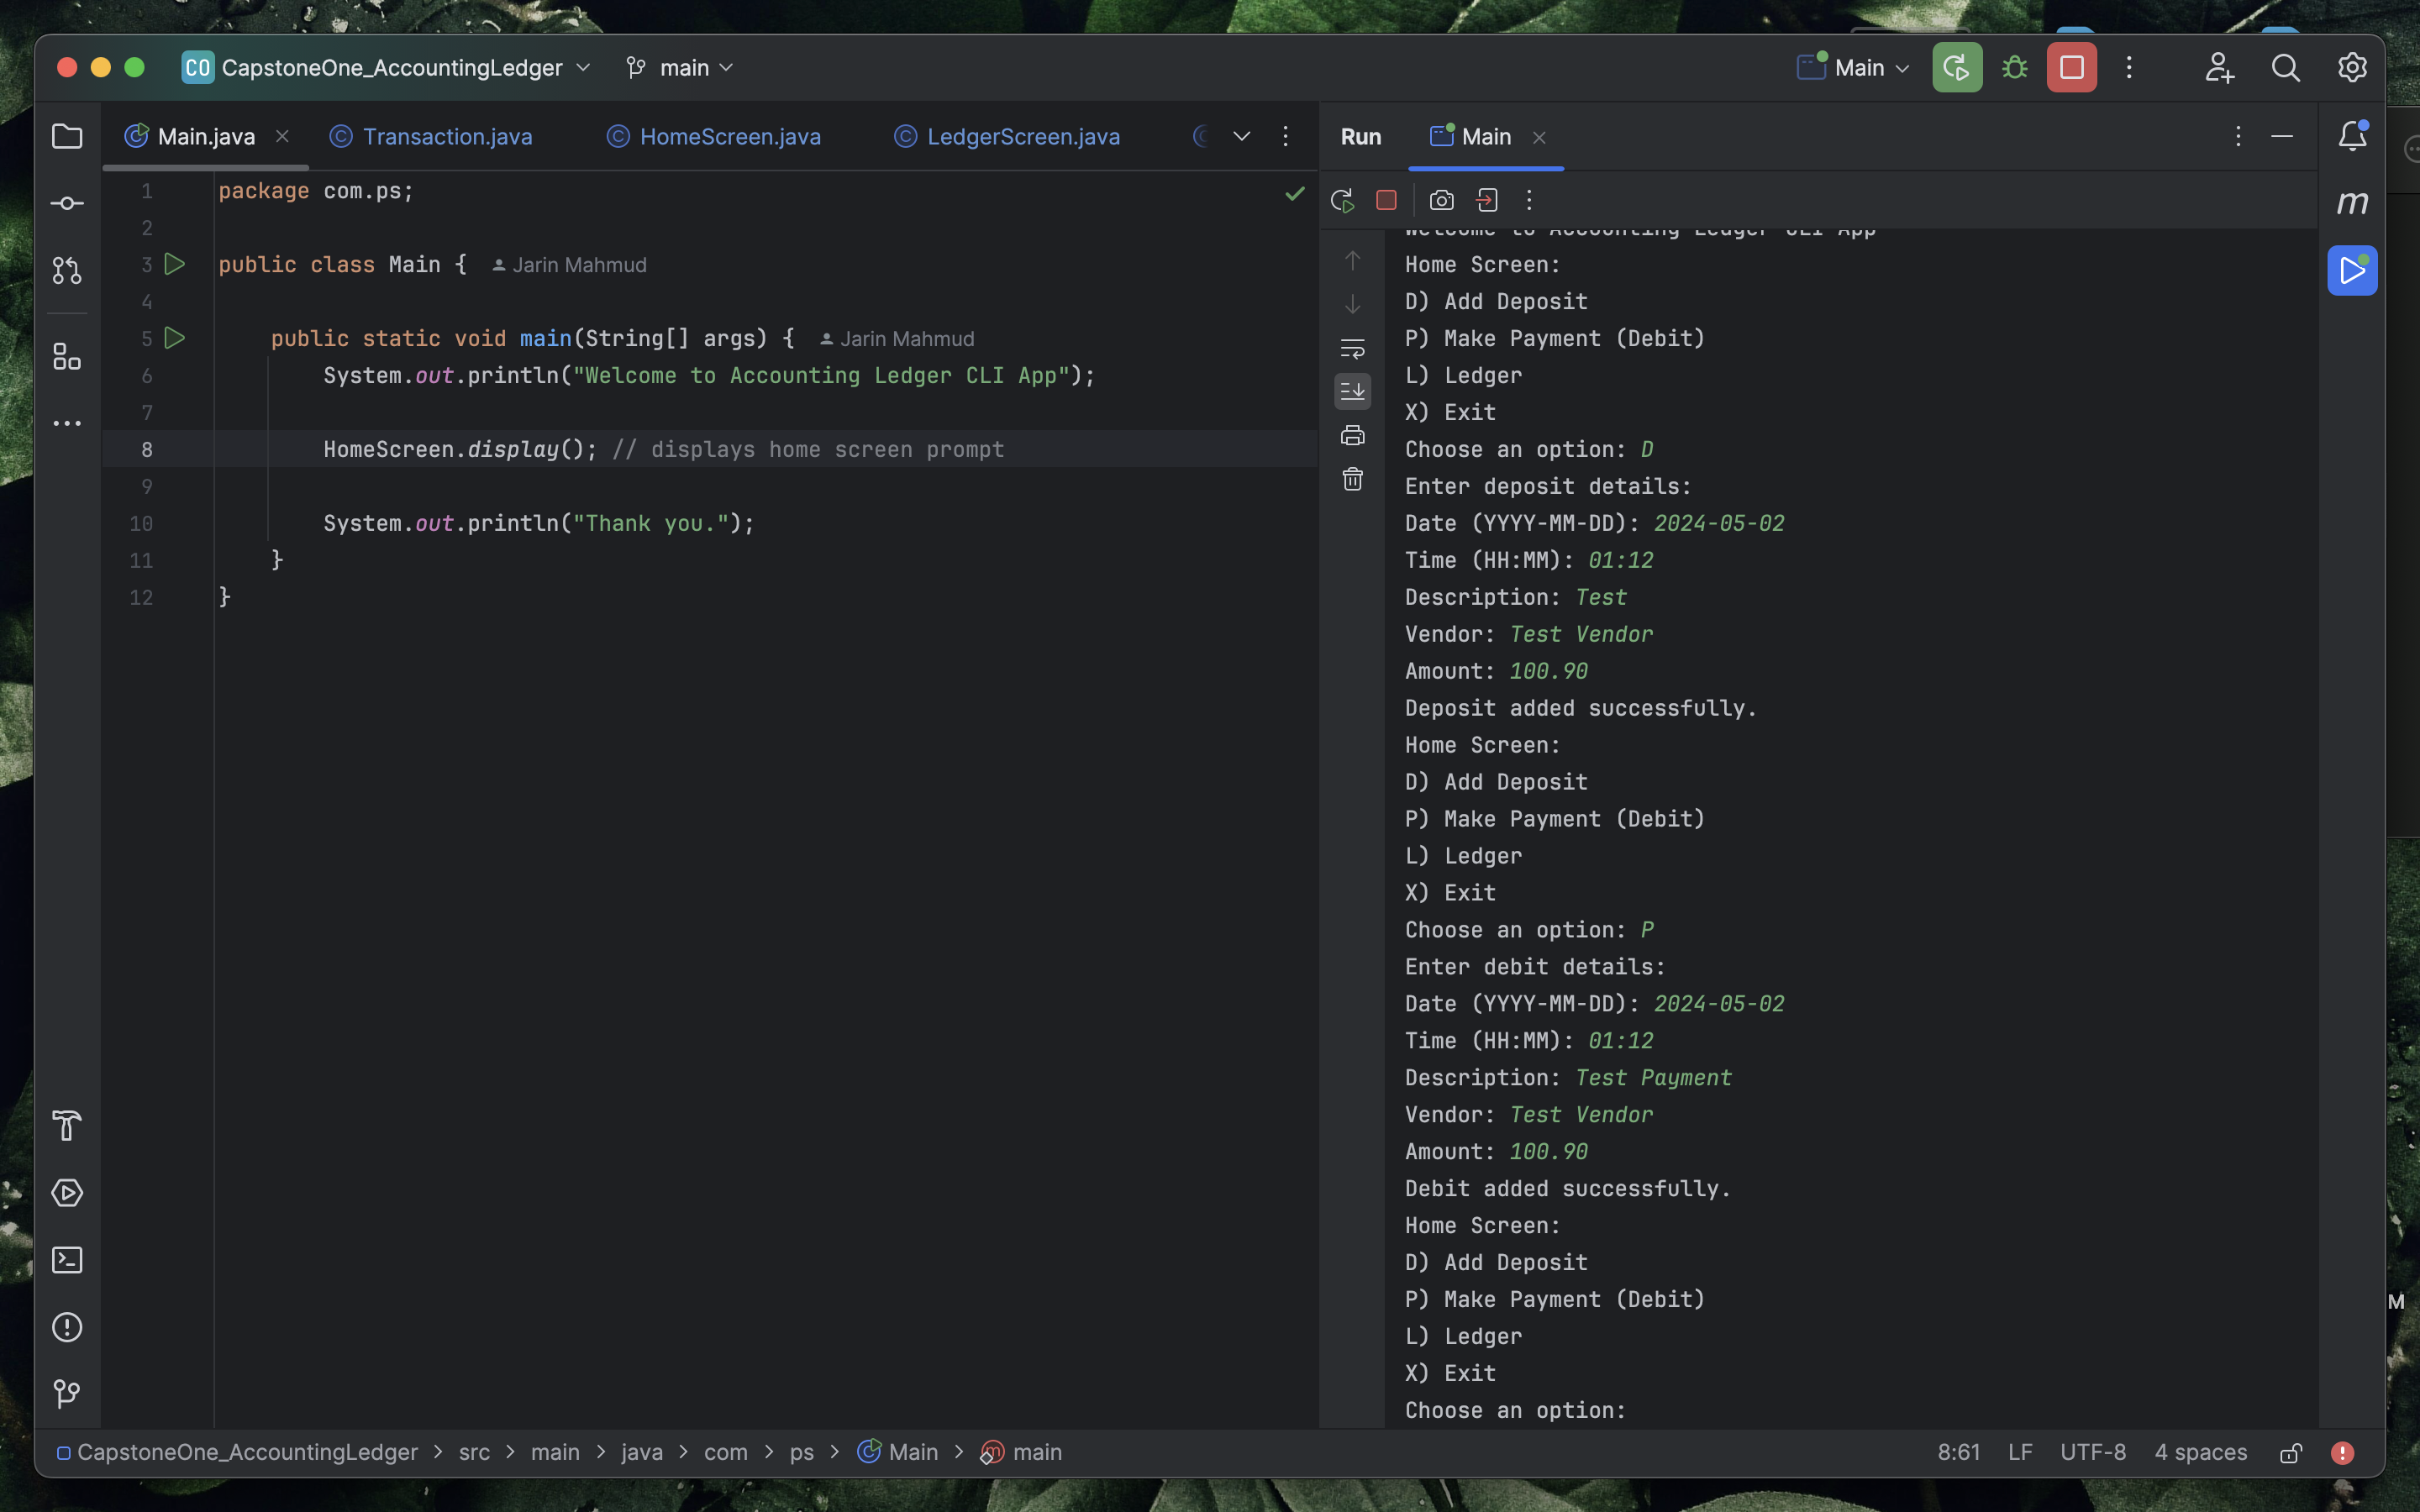 CO CapstoneOne_AccountingLedger main Main
Main.java Transaction.java HomeScreen.java LedgerScreen.java
1 package com.ps;
2
3 public class Main { Jarin Mahmud
4
5 public static void main(String[] args) { Jarin Mahmud
6 System.out.println("Welcome to Accounting Ledger CLI App");
7
8 HomeScreen.display(); // displays home screen prompt
9
10 System.out.println("Thank you.");
11 }
12 }
Run Main
Welcome to Accounting Ledger CLI App
Home Screen:
D) Add Deposit
P) Make Payment (Debit)
L) Ledger
X) Exit
Choose an option: D
Enter deposit details:
Date (YYYY-MM-DD): 2024-05-02
Time (HH:MM): 01:12
Description: Test
Vendor: Test Vendor
Amount: 100.90
Deposit added successfully.
Home Screen:
D) Add Deposit
P) Make Payment (Debit)
L) Ledger
X) Exit
Choose an option: P
Enter debit details:
Date (YYYY-MM-DD): 2024-05-02
Time (HH:MM): 01:12
Description: Test Payment
Vendor: Test Vendor
Amount: 100.90
Debit added successfully.
Home Screen:
D) Add Deposit
P) Make Payment (Debit)
L) Ledger
X) Exit
Choose an option:
m
M
CapstoneOne_AccountingLedger > src > main > java > com > ps > Main > main
8:61 LF UTF-8 4 spaces